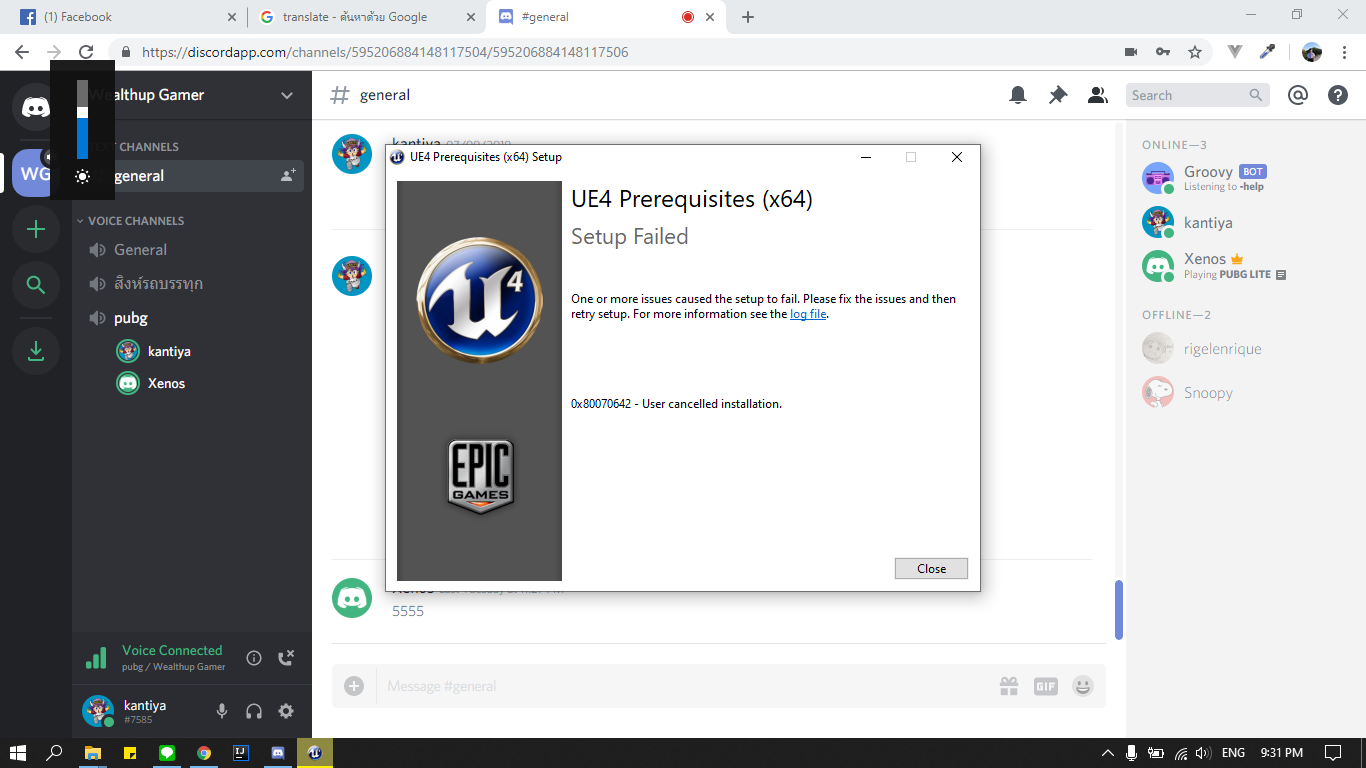 (1) Facebook
translate - ค้นหาด้วย Google
#general
https://discordapp.com/channels/595206884148117504/595206884148117506
Wealthup Gamer
general
Search
CHANNELS
WG
general
VOICE CHANNELS
General
สิงห์รถบรรทุก
pubg
kantiya
Xenos
kantiya
UE4 Prerequisites (x64) Setup
UE4 Prerequisites (x64)
Setup Failed
One or more issues caused the setup to fail. Please fix the issues and then
retry setup. For more information see the log file.
0x80070642 - User cancelled installation.
4
EPIC
GAMES
Close
Xenos
5555
Message #general
GIF
ONLINE—3
Groovy BOT
Listening to -help
kantiya
Xenos
Playing PUBG LITE
OFFLINE—2
rigelenrique
Snoopy
Voice Connected
pubg / Wealthup Gamer
kantiya
#7585
IJ
ENG
9:31 PM